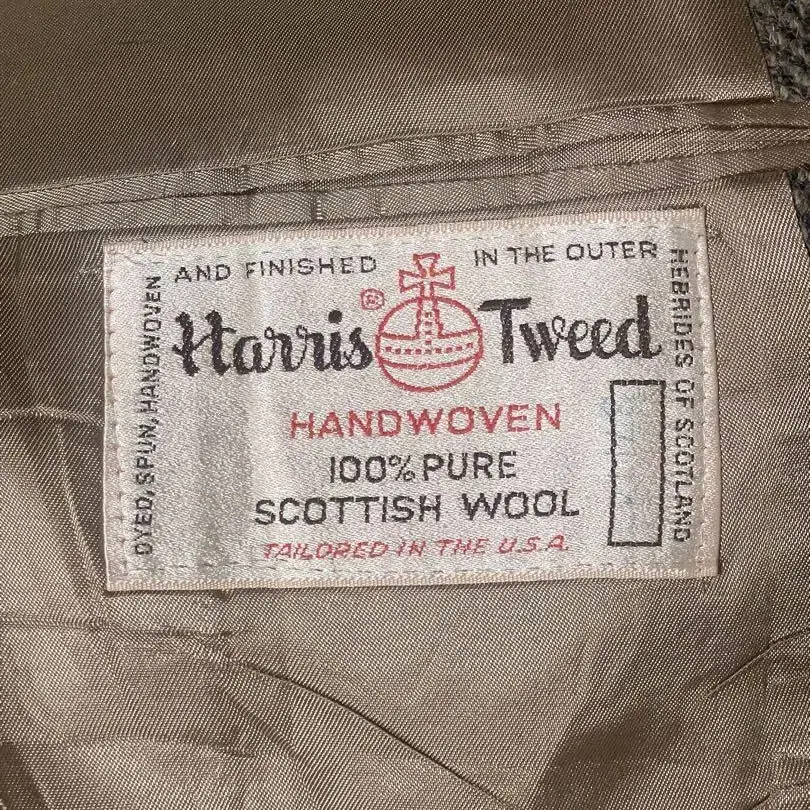 DYED, SPUN, HANDWOVEN
AND FINISHED
IN THE OUTER
HEBRIDES OF SCOTLAND
Harris ® Tweed
HANDWOVEN
100% PURE
SCOTTISH WOOL
TAILORED IN THE U.S.A.